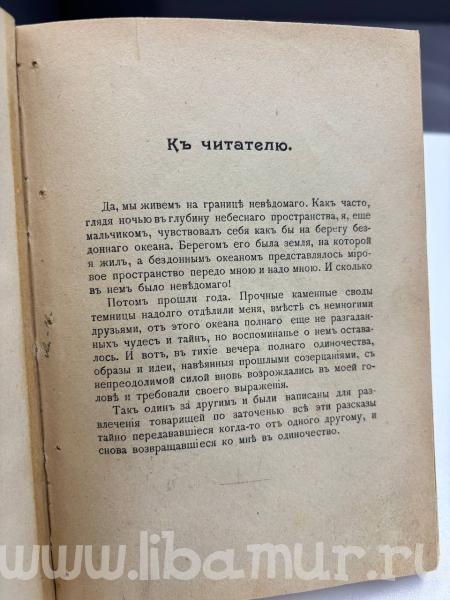 Къ читателю.
Да, мы живемъ на границѣ невѣдомаго. Какъ часто,
глядя ночью въ глубину небеснаго пространства, я, еще
мальчикомъ, чувствовалъ себя какъ бы на берегу без-
доннаго океана. Берегомъ его была земля, на которой
я жилъ, а бездоннымъ океаномъ представлялось міро-
вое пространство передо мною и надо мною. И сколько
въ немъ было невѣдомаго!
Потомъ прошли года. Прочные каменные своды
темницы надолго отдѣлили меня, вмѣстѣ съ немногими
друзьями, отъ этого океана полнаго еще не разгадан-
ныхъ чудесъ и тайнъ, но воспоминанье о немъ остава-
лось. И вотъ, въ тихіе вечера полнаго одиночества,
образы и идеи, навѣянныя прошлыми созерцаніями, съ
непреодолимой силой вновь возрождались въ моей го-
ловѣ и требовали своего выраженія.
Такъ одинъ за другимъ и были написаны для раз-
влеченія товарищей по заточенью всѣ эти разсказы
тайно передававшіеся когда-то отъ одного другому, и
снова возвращавшіеся ко мнѣ въ одиночество.
www.libamur.ru